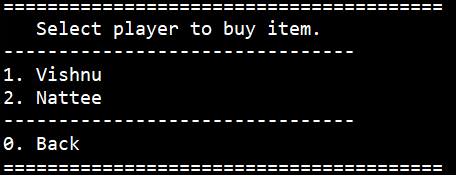 ========================================
   Select player to buy item.
--------------------------------
1. Vishnu
2. Nattee
--------------------------------
0. Back
========================================